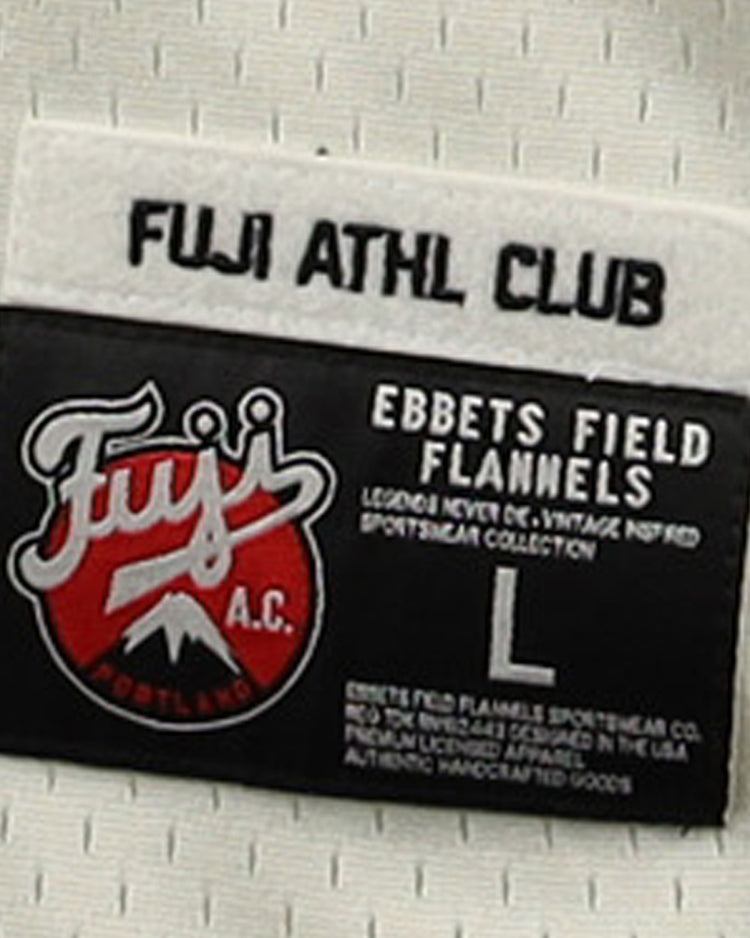 FUJI ATHL CLUB
Fuji
A.C.
PORTLAND
EBBETS FIELD
FLANNELS
LEGENDS NEVER DIE. VINTAGE INSPIRED
SPORTSWEAR COLLECTION
L
EBBETS FIELD FLANNELS SPORTSWEAR CO.
REG DESIGNED IN THE USA
PREMIUM LICENSED APPAREL
AUTHENTIC HANDCRAFTED GOODS